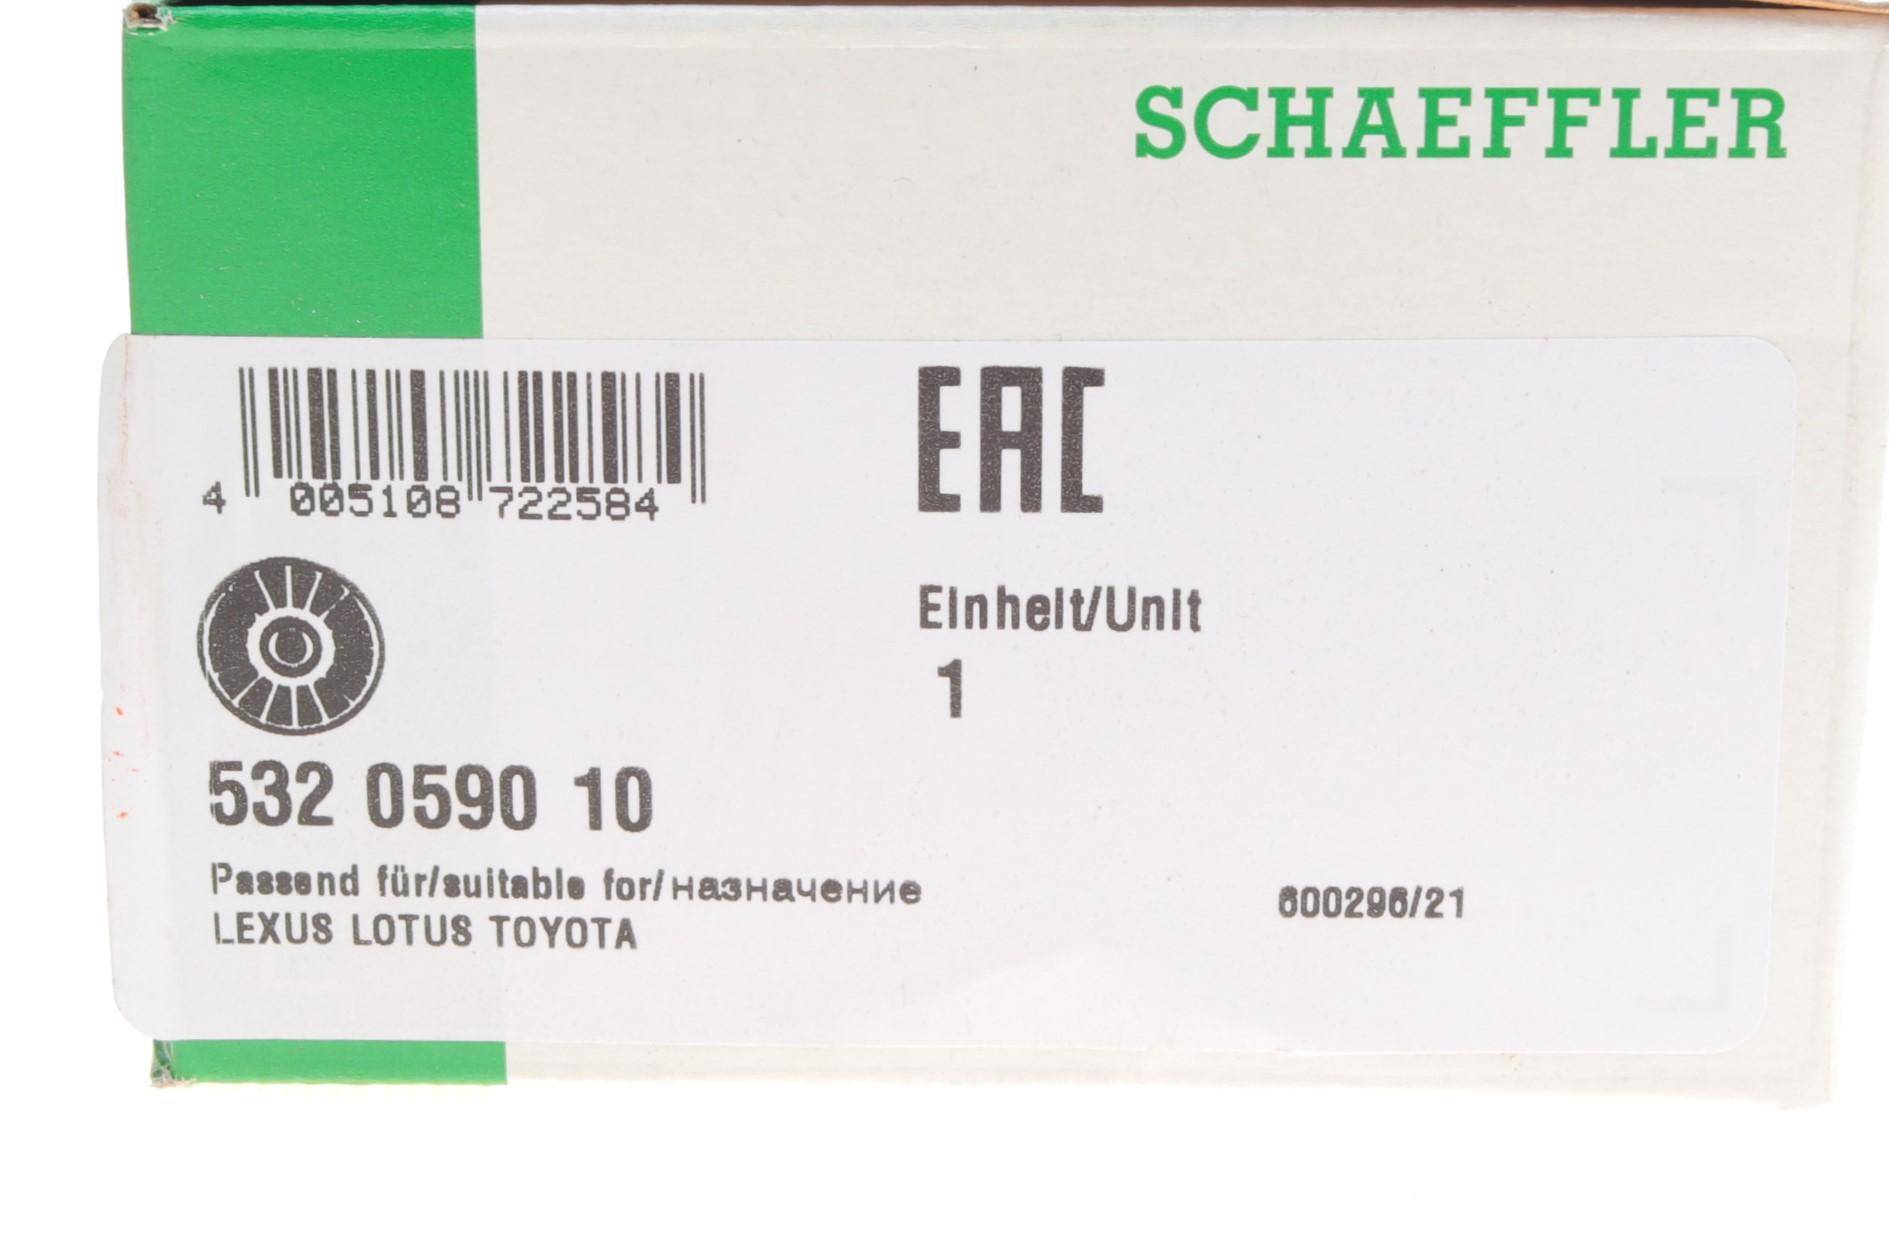 SCHAEFFLER
EAC
4 005108 722584
Einheit/Unit
1
532 0590 10
Passend für/suitable for/назначение
LEXUS LOTUS TOYOTA
600296/21